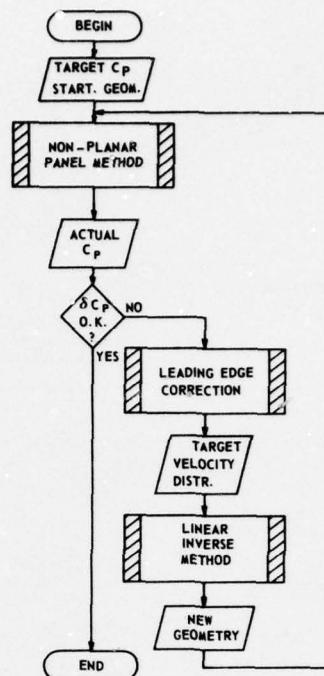 BEGIN
TARGET CP
START. GEOM.
NON-PLANAR
PANEL METHOD
ACTUAL
CP
δCP
O.K.
?
NO
YES
LEADING EDGE
CORRECTION
TARGET
VELOCITY
DISTR.
LINEAR
INVERSE
METHOD
NEW
GEOMETRY
END